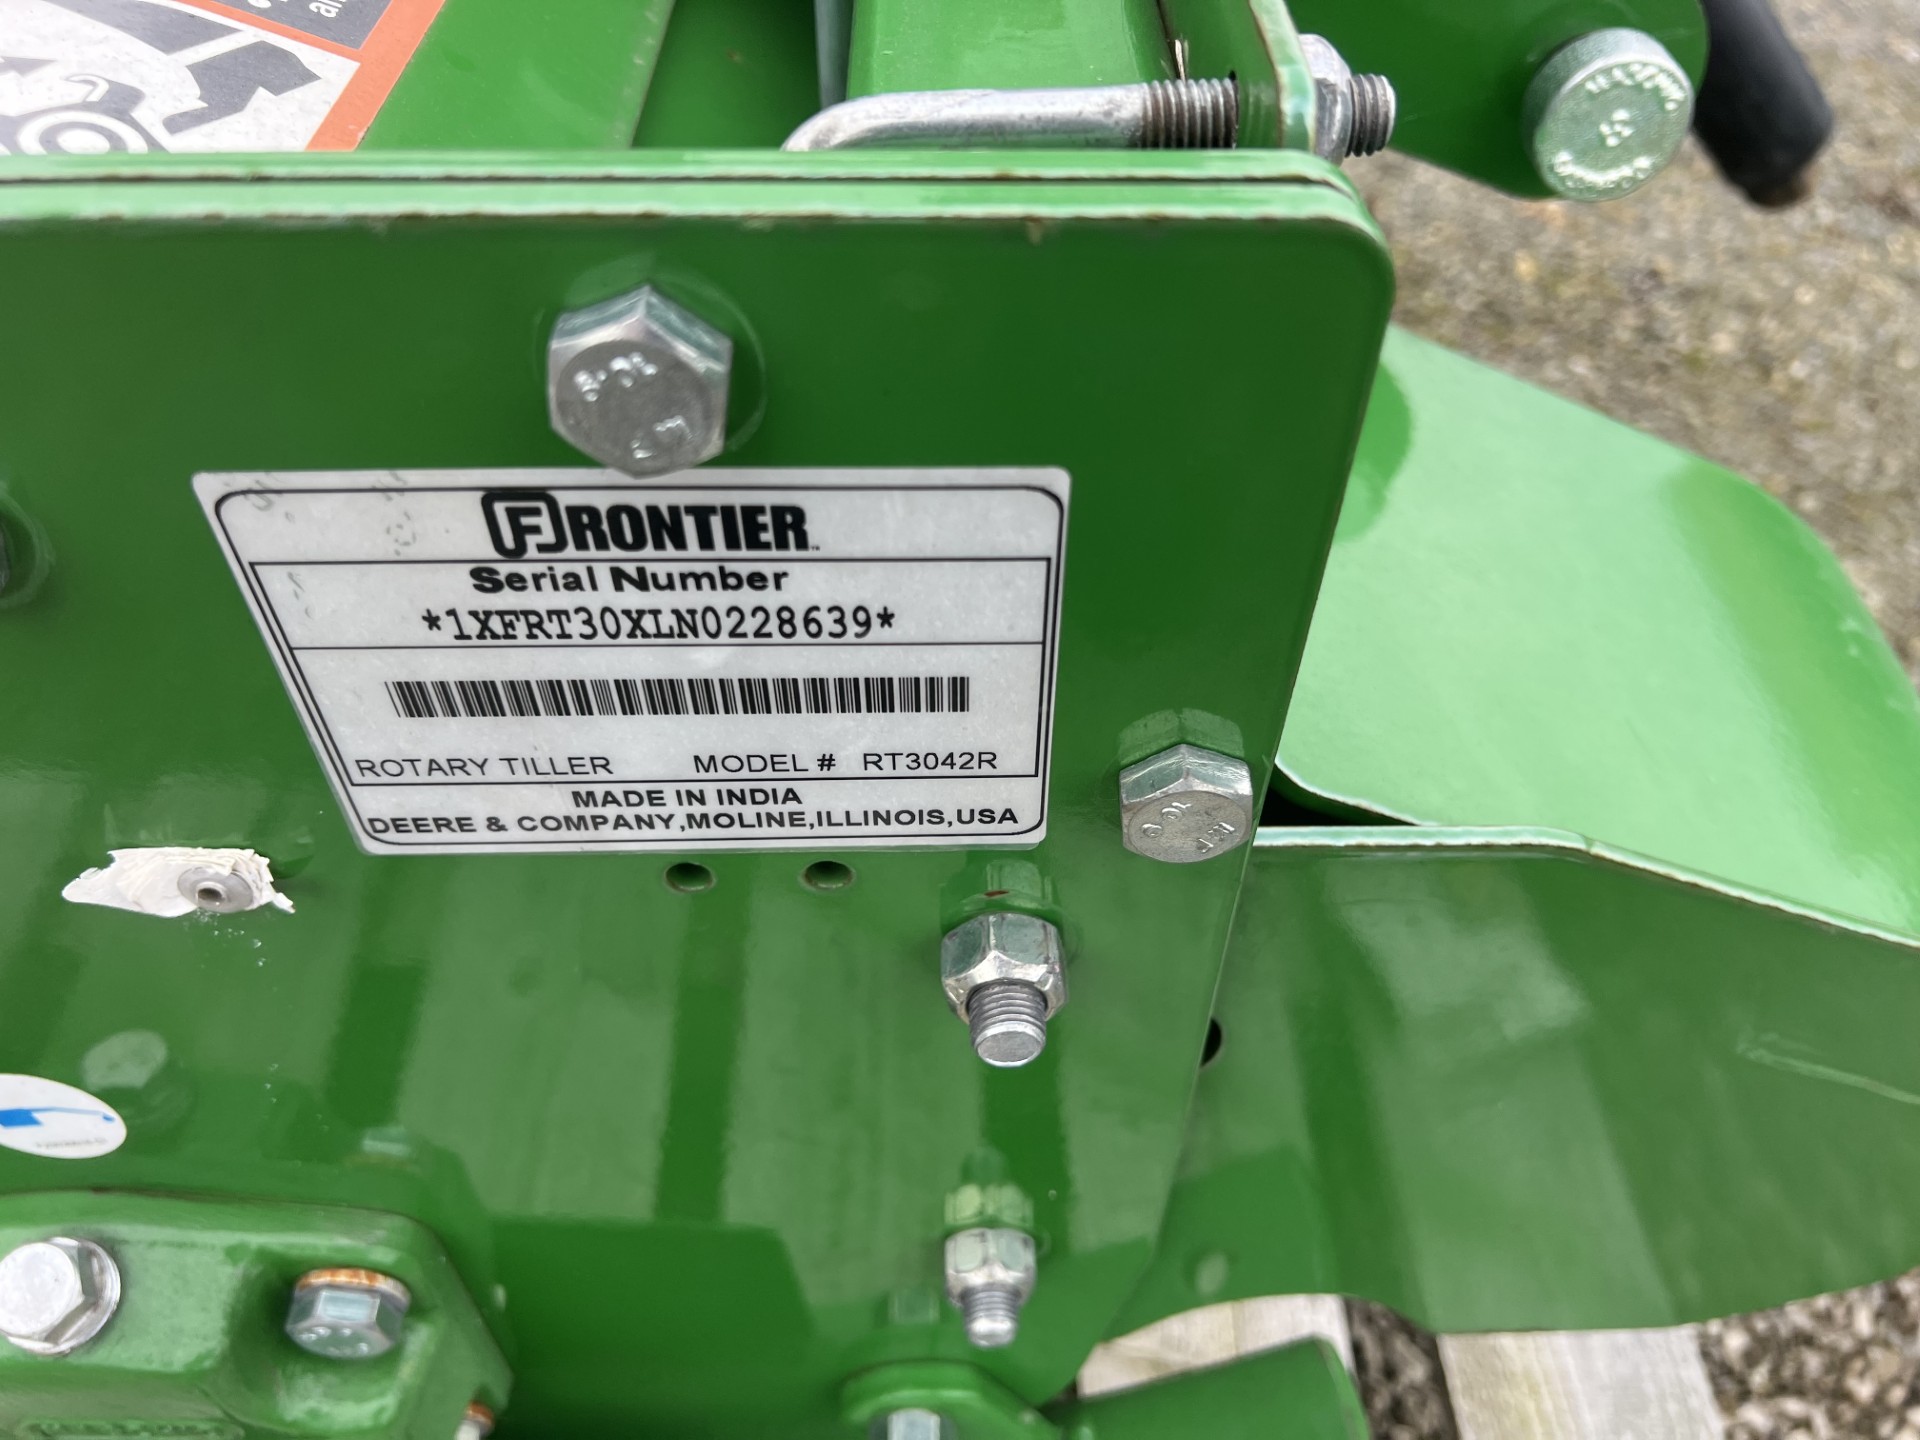 FRONTIER
Serial Number
*1XFRT30XLN0228639*
ROTARY TILLER MODEL # RT3042R
MADE IN INDIA
DEERE & COMPANY,MOLINE,ILLINOIS,USA